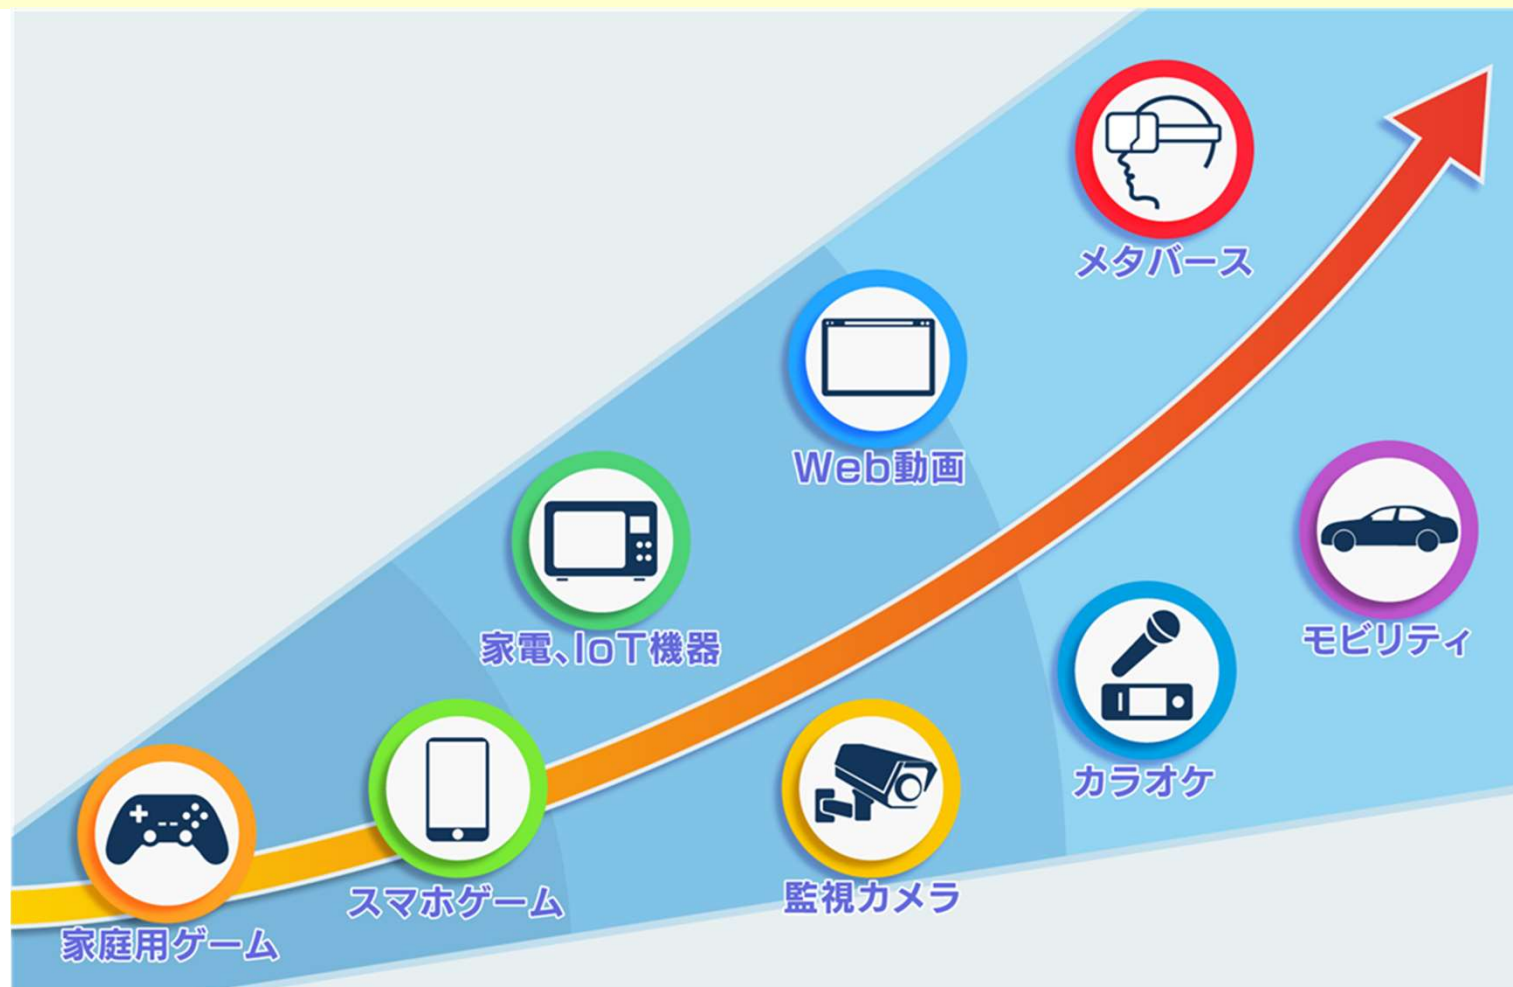 メタバース
Web動画
家電、IoT機器
モビリティ
カラオケ
監視カメラ
スマホゲーム
家庭用ゲーム